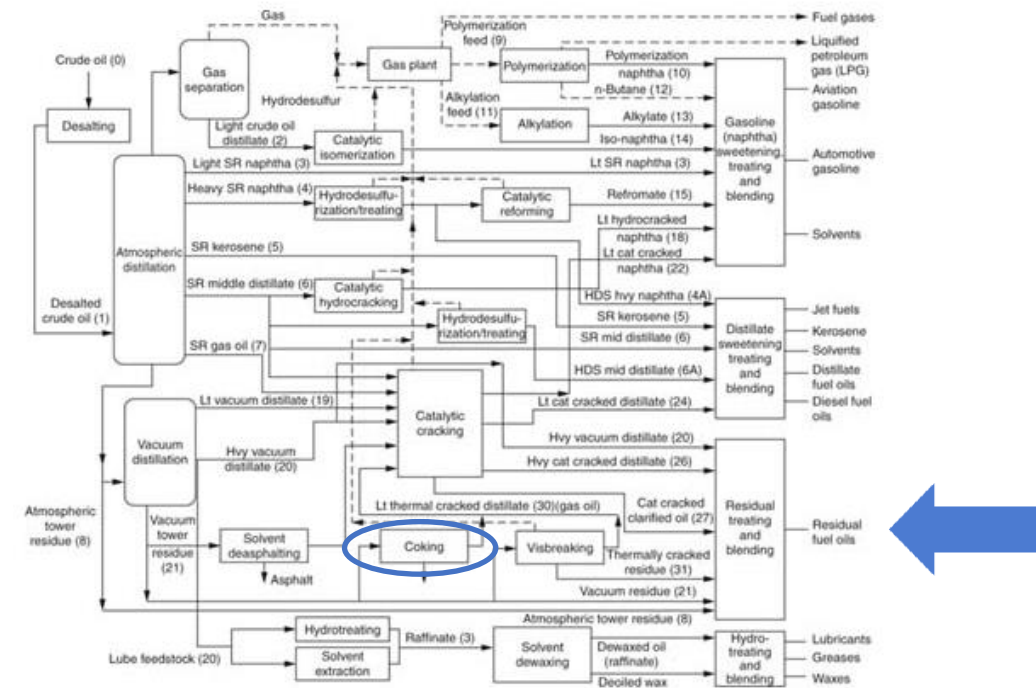 Gas
Fuel gases
Polymerization
feed (9)
Liquified
petroleum
gas (LPG)
Crude oil (0)
Gas
separation
Gas plant
Polymerization
Polymerization
naphtha (10)
n-Butane (12)
Aviation
gasoline
Hydrodesulfur
Alkylation
feed (11)
Desalting
Light crude oil
distillate (2)
Catalytic
isomerization
Alkylation
Alkylate (13)
Iso-naphtha (14)
Gasoline
(naphtha)
sweetening,
treating
and
blending
Automotive
gasoline
Light SR naphtha (3)
Lt SR naphtha (3)
Heavy SR naphtha (4)
Hydrodesulfu-
rization/treating
Catalytic
reforming
Refromate (15)
Lt hydrocracked
naphtha (18)
Solvents
Atmospheric
distillation
SR kerosene (5)
Lt cat cracked
naphtha (22)
SR middle distillate (6)
Catalytic
hydrocracking
HDS hvy naphtha (4A)
Desalted
crude oil (1)
Hydrodesulfu-
rization/treating
SR kerosene (5)
SR mid distillate (6)
Distillate
sweetening
treating
and
blending
Jet fuels
Kerosene
Solvents
Distillate
fuel oils
Diesel fuel
oils
SR gas oil (7)
HDS mid distillate (6A)
Lt vacuum distillate (19)
Catalytic
cracking
Lt cat cracked distillate (24)
Vacuum
distillation
Hvy vacuum
distillate (20)
Hvy vacuum distillate (20)
Hvy cat cracked distillate (26)
Atmospheric
tower
residue (8)
Lt thermal cracked distillate (30)(gas oil)
Cat cracked
clarified oil (27)
Residual
treating
and
blending
Residual
fuel oils
Vacuum
tower
residue
(21)
Solvent
deasphalting
Coking
Visbreaking
Asphalt
Thermally cracked
residue (31)
Vacuum residue (21)
Atmospheric tower residue (8)
Hydrotreating
Lube feedstock (20)
Solvent
extraction
Raffinate (3)
Solvent
dewaxing
Dewaxed oil
(raffinate)
Deoiled wax
Hydro-
treating
and
blending
Lubricants
Greases
Waxes